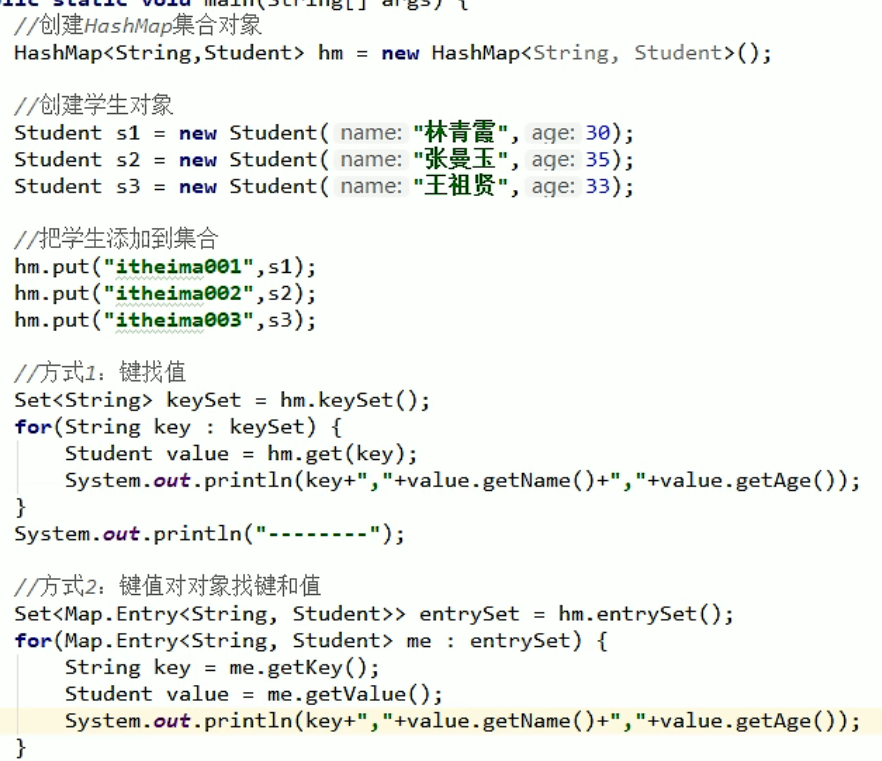 public static void main(String[] args) {
//创建HashMap集合对象
HashMap<String,Student> hm = new HashMap<String, Student>();
//创建学生对象
Student s1 = new Student( name: "林青霞", age: 30);
Student s2 = new Student( name: "张曼玉", age: 35);
Student s3 = new Student( name: "王祖贤", age: 33);
//把学生添加到集合
hm.put("itheima001",s1);
hm.put("itheima002",s2);
hm.put("itheima003",s3);
//方式1：键找值
Set<String> keySet = hm.keySet();
for(String key : keySet) {
Student value = hm.get(key);
System.out.println(key+","+value.getName()+","+value.getAge());
}
System.out.println("--------");
//方式2：键值对对象找键和值
Set<Map.Entry<String, Student>> entrySet = hm.entrySet();
for(Map.Entry<String, Student> me : entrySet) {
String key = me.getKey();
Student value = me.getValue();
System.out.println(key+","+value.getName()+","+value.getAge());
}